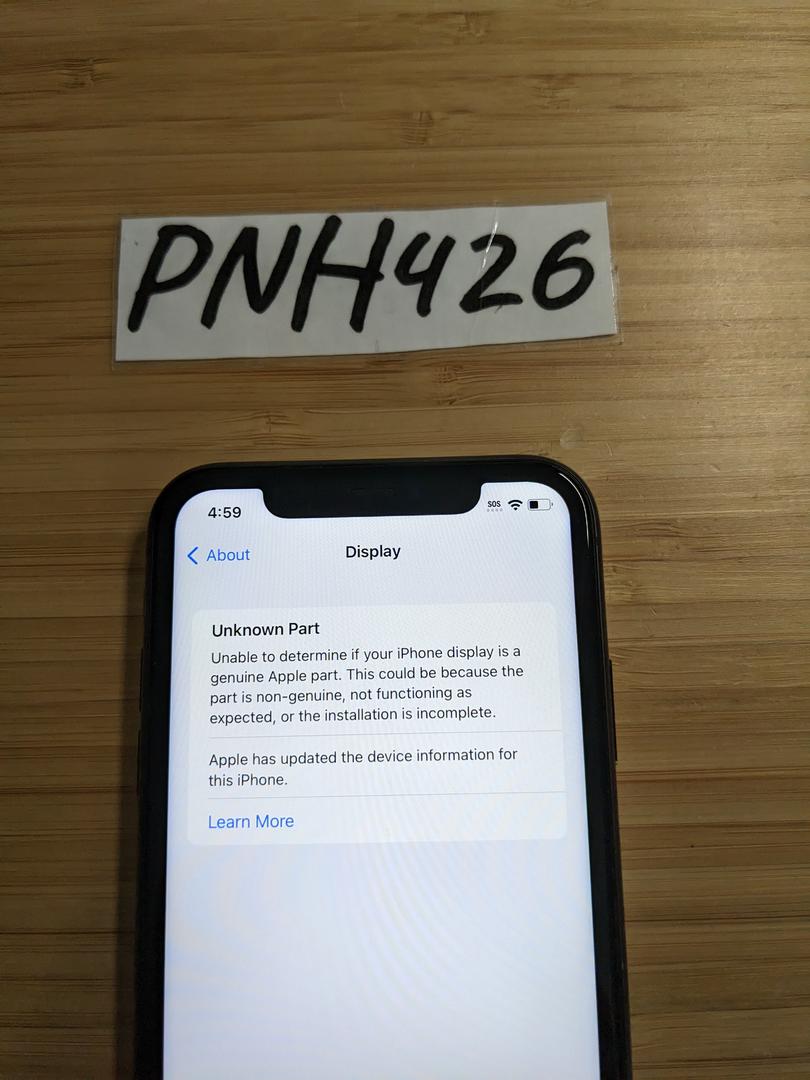 PNH426
4:59
SOS
About
Display
Unknown Part
Unable to determine if your iPhone display is a
genuine Apple part. This could be because the
part is non-genuine, not functioning as
expected, or the installation is incomplete.
Apple has updated the device information for
this iPhone.
Learn More